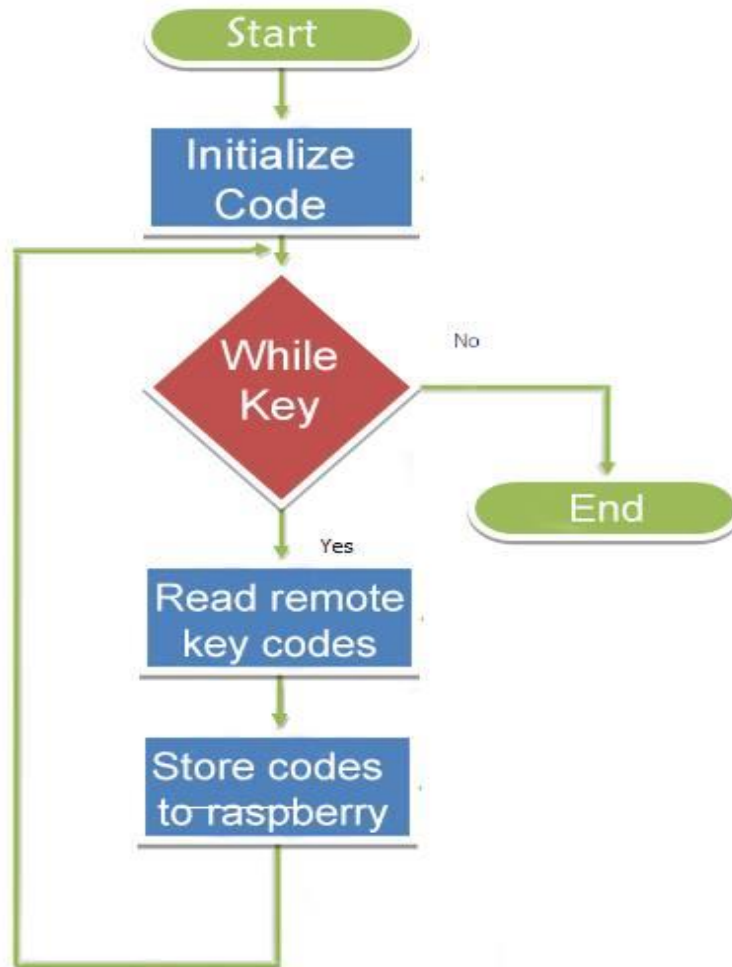 Start
Initialize
Code
While
Key
No
End
Yes
Read remote
key codes
Store codes
to raspberry